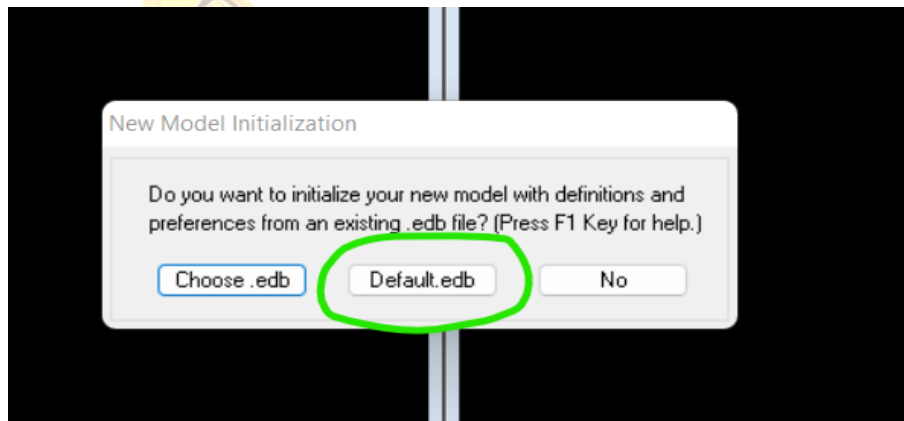 New Model Initialization
Do you want to initialize your new model with definitions and
preferences from an existing .edb file? (Press F1 Key for help.)
Choose .edb Default.edb No